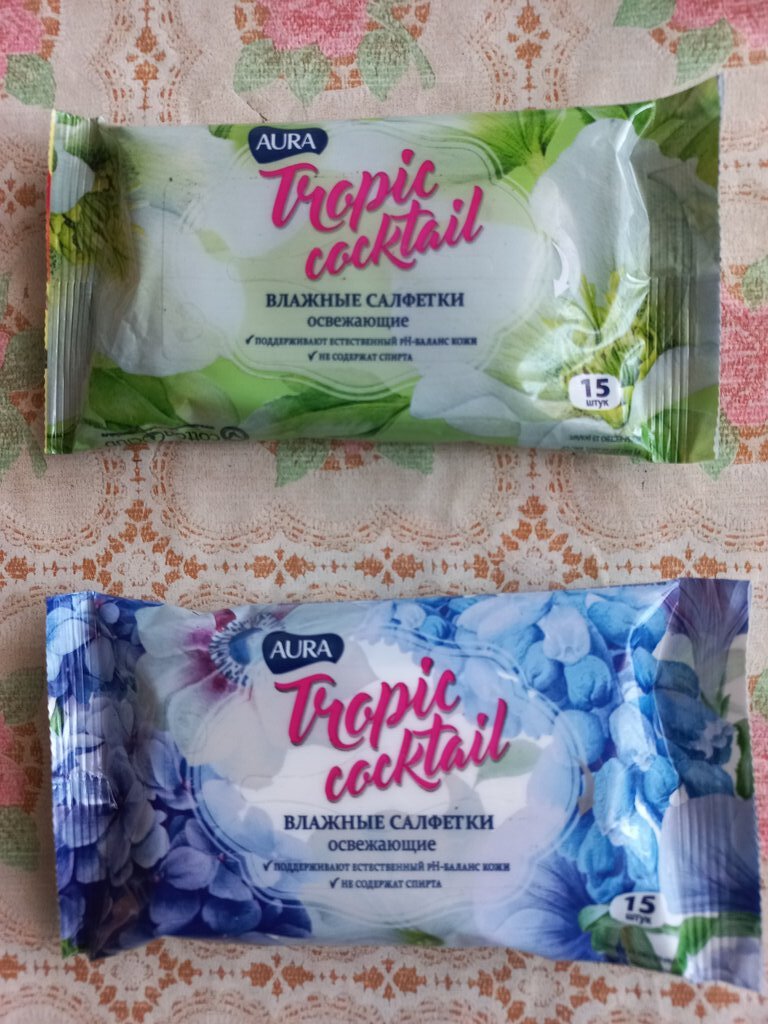 AURA
Tropic
cocktail
ВЛАЖНЫЕ САЛФЕТКИ
освежающие
✓ПОДДЕРЖИВАЮТ ЕСТЕСТВЕННЫЙ pH-БАЛАНС КОЖИ
✓НЕ СОДЕРЖАТ СПИРТА
15
штук
AURA
Tropic
cocktail
ВЛАЖНЫЕ САЛФЕТКИ
освежающие
✓ПОДДЕРЖИВАЮТ ЕСТЕСТВЕННЫЙ pH-БАЛАНС КОЖИ
✓НЕ СОДЕРЖАТ СПИРТА
15
штук